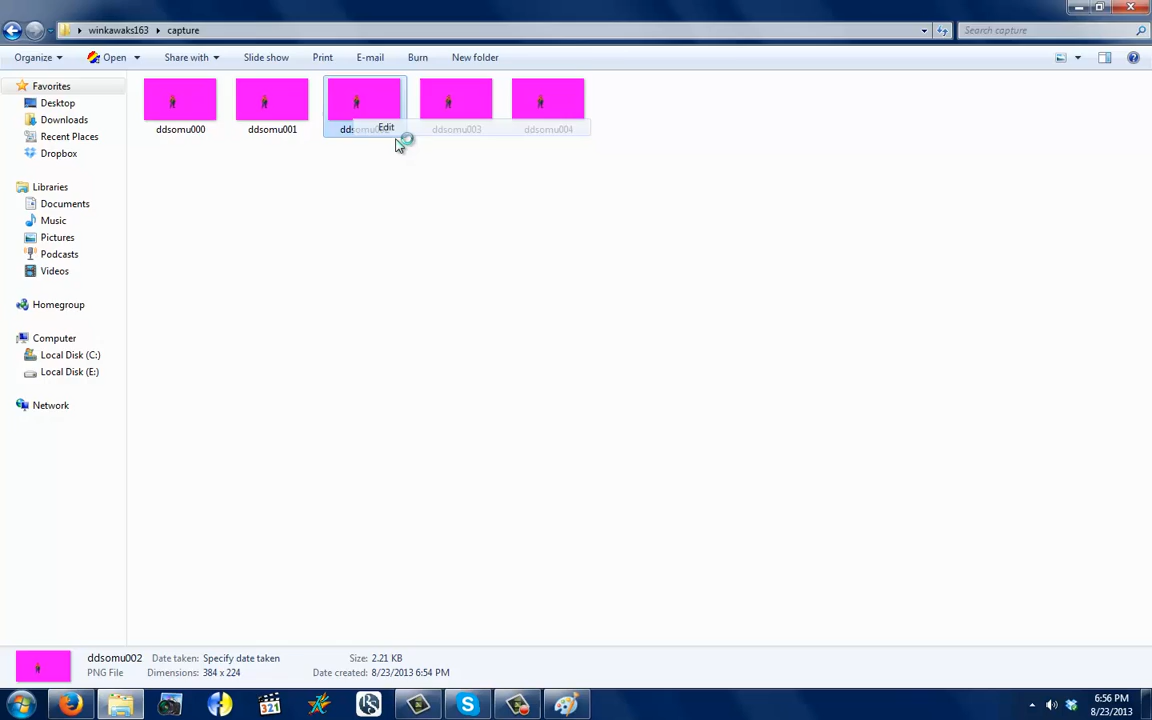 winkawaks163 capture Search capture
Organize Open Share with Slide show Print E-mail Burn New folder
Favorites
Desktop
Downloads
Recent Places
Dropbox
Libraries
Documents
Music
Pictures
Podcasts
Videos
Homegroup
Computer
Local Disk (C:)
Local Disk (E:)
Network
Edit
ddsomu000 ddsomu001 ddsomu003 ddsomu004
ddsomu002 Date taken: Specify date taken Size: 2.21 KB
PNG File Dimensions: 384 x 224 Date created: 8/23/2013 6:54 PM
321
6:56 PM
8/23/2013